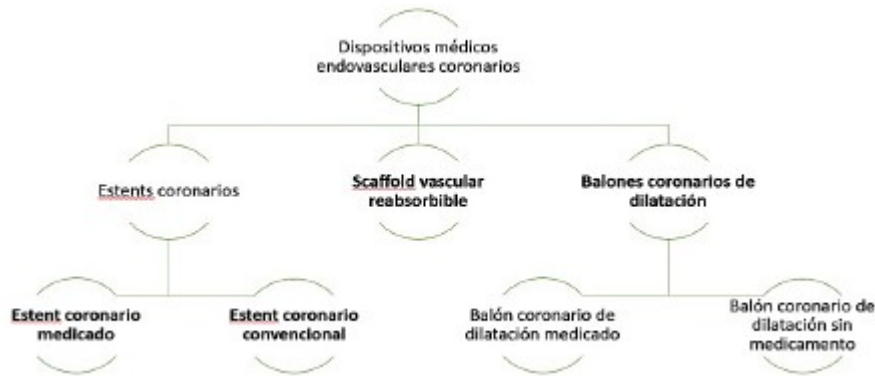 Dispositivos médicos
endovasculares coronarios
Estents coronarios
Scaffold vascular
reabsorbible
Balones coronarios de
dilatación
Estent coronario
medicado
Estent coronario
convencional
Balón coronario de
dilatación medicado
Balón coronario de
dilatación sin
medicamento